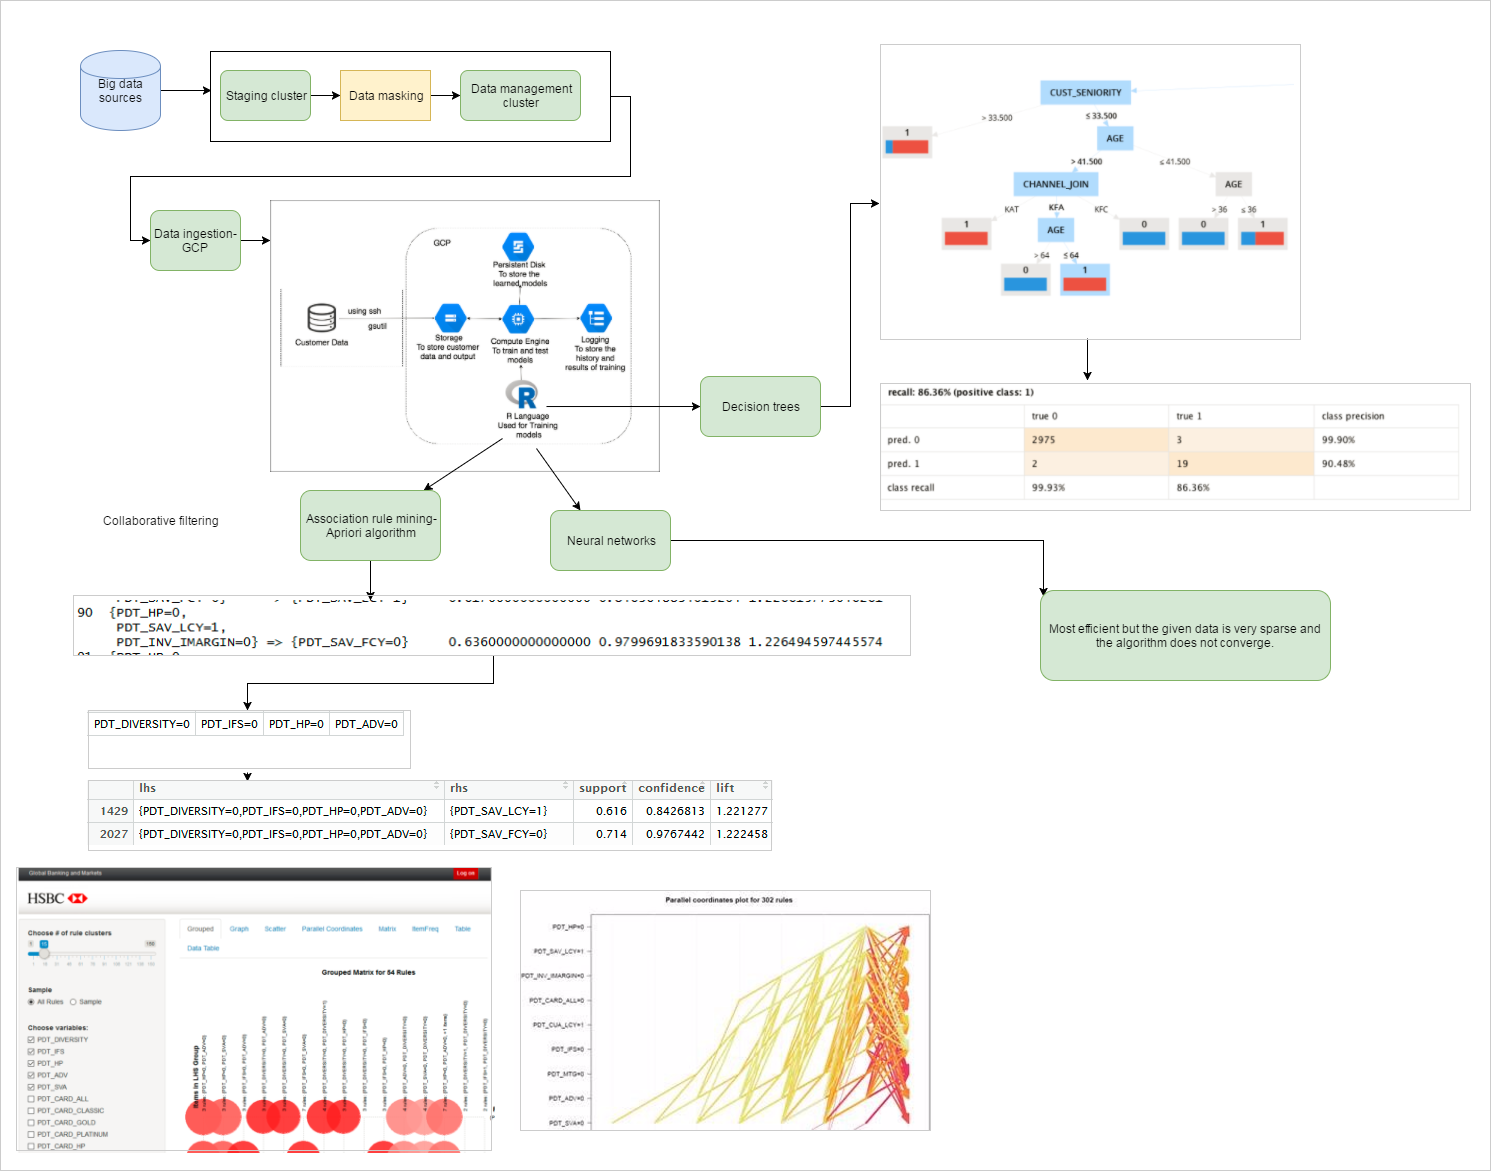 Big data
sources
Staging cluster
Data masking
Data management
cluster
Data ingestion-
GCP
GCP
Persistent Disk
To store the
learned models
using ssh
gsutil
Customer Data
Storage
To store customer
data and output
Compute Engine
To train and test
models
Logging
To store the
history and
results of training
R
R Language
Used for Training
models
Decision trees
CUST_SENIORITY
> 33.500
≤ 33.500
1
AGE
> 41.500
≤ 41.500
CHANNEL_JOIN
AGE
KAT
KFA
KFC
> 36
≤ 36
1
AGE
0
0
1
> 64
≤ 64
0
1
recall: 86.36% (positive class: 1)
true 0 true 1 class precision
pred. 0 2975 3 99.90%
pred. 1 2 19 90.48%
class recall 99.93% 86.36%
Collaborative filtering
Association rule mining-
Apriori algorithm
Neural networks
Most efficient but the given data is very sparse and
the algorithm does not converge.
90 {PDT_HP=0,
PDT_SAV_LCY=1,
PDT_INV_IMARGIN=0} => {PDT_SAV_FCY=0} 0.6360000000000000 0.9799691833590138 1.226494597445574
PDT_DIVERSITY=0 PDT_IFS=0 PDT_HP=0 PDT_ADV=0
lhs rhs support confidence lift
1429 {PDT_DIVERSITY=0,PDT_IFS=0,PDT_HP=0,PDT_ADV=0} {PDT_SAV_LCY=1} 0.616 0.8426813 1.221277
2027 {PDT_DIVERSITY=0,PDT_IFS=0,PDT_HP=0,PDT_ADV=0} {PDT_SAV_FCY=0} 0.714 0.9767442 1.222458
Global Banking and Markets
Log on
HSBC
Choose # of rule clusters
Sample
All Rules Sample
Choose variables:
PDT_DIVERSITY
PDT_IFS
PDT_HP
PDT_ADV
PDT_SVA
PDT_CARD_ALL
PDT_CARD_CLASSIC
PDT_CARD_GOLD
PDT_CARD_PLATINUM
PDT_CARD_HP
Grouped Graph Scatter Parallel Coordinates Matrix ItemFreq Table
Data Table
Grouped Matrix for 54 Rules
Items in LHS Group
Parallel coordinates plot for 302 rules
PDT_HP=0
PDT_SAV_LCY=1
PDT_INV_IMARGIN=0
PDT_CARD_ALL=0
PDT_CUA_LCY=1
PDT_IFS=0
PDT_MTG=0
PDT_ADV=0
PDT_SVA=0